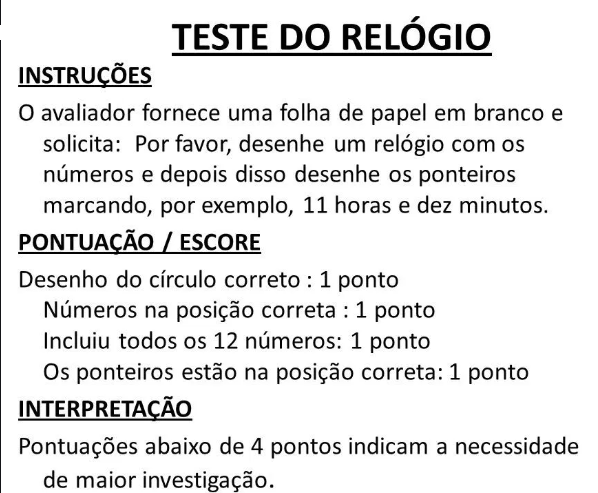 TESTE DO RELÓGIO
INSTRUÇÕES
O avaliador fornece uma folha de papel em branco e
solicita: Por favor, desenhe um relógio com os
números e depois disso desenhe os ponteiros
marcando, por exemplo, 11 horas e dez minutos.
PONTUAÇÃO / ESCORE
Desenho do círculo correto : 1 ponto
Números na posição correta : 1 ponto
Incluiu todos os 12 números: 1 ponto
Os ponteiros estão na posição correta: 1 ponto
INTERPRETAÇÃO
Pontuações abaixo de 4 pontos indicam a necessidade
de maior investigação.